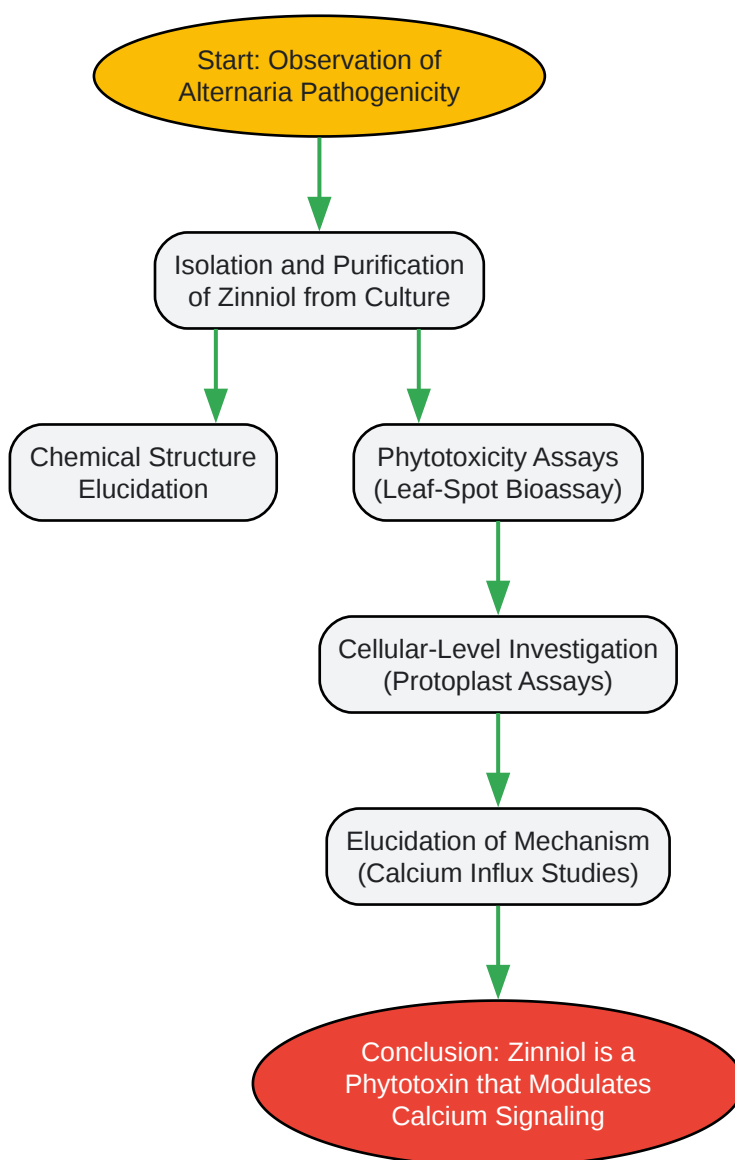 Start: Observation of
Alternaria Pathogenicity
Isolation and Purification
of Zinniol from Culture
Chemical Structure
Elucidation
Phytotoxicity Assays
(Leaf-Spot Bioassay)
Cellular-Level Investigation
(Protoplast Assays)
Elucidation of Mechanism
(Calcium Influx Studies)
Conclusion: Zinniol is a
Phytotoxin that Modulates
Calcium Signaling